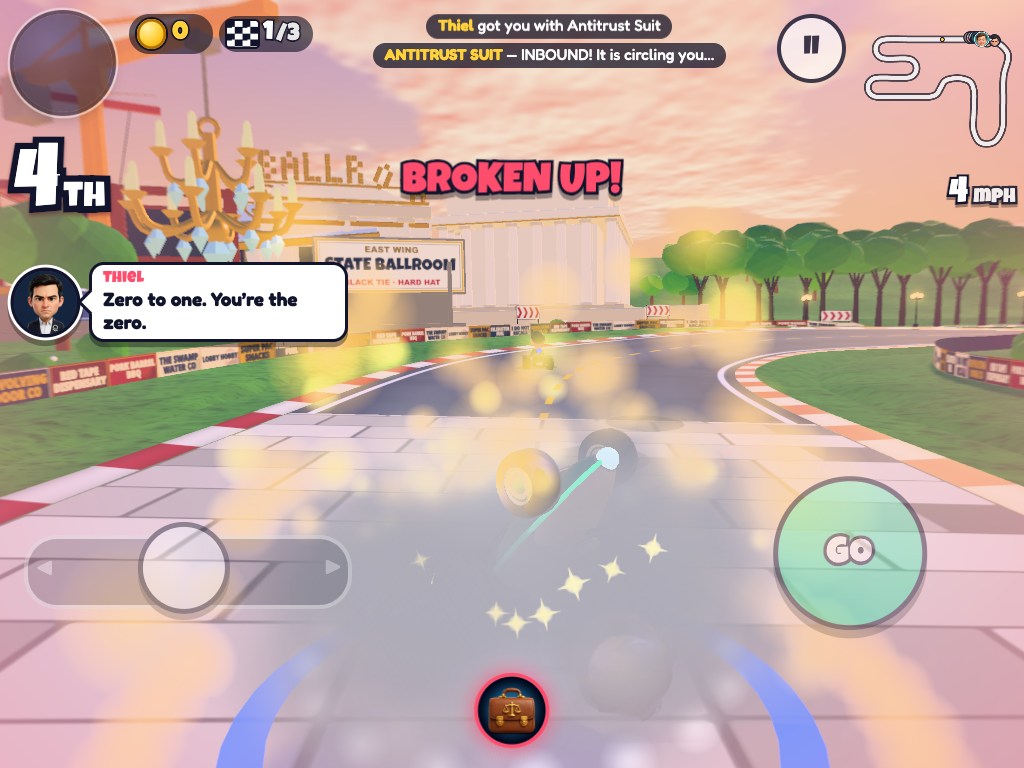 0
1/3
Thiel got you with Antitrust Suit
ANTITRUST SUIT – INBOUND! It is circling you...
4TH
BROKEN UP!
4 MPH
BALLR
EAST WING
STATE BALLROOM
BLACK TIE · HARD HAT
THIEL
Zero to one. You're the
zero.
RED TAPE
DISPENSARY
PORK BARREL
BBQ
THE SWAMP
WATER CO
LOBBY HOBBY
SUPER PAC
SNACKS
GO